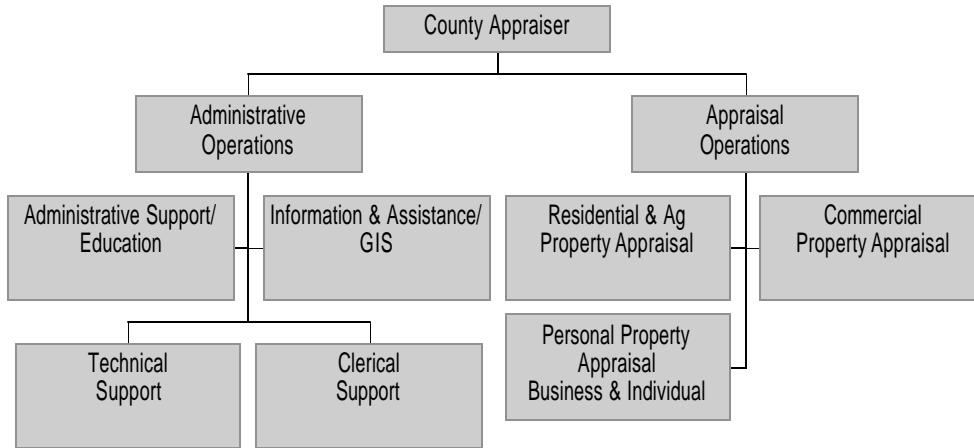 County Appraiser
Administrative
Operations
Appraisal
Operations
Administrative Support/
Education
Information & Assistance/
GIS
Residential & Ag
Property Appraisal
Commercial
Property Appraisal
Technical
Support
Clerical
Support
Personal Property
Appraisal
Business & Individual